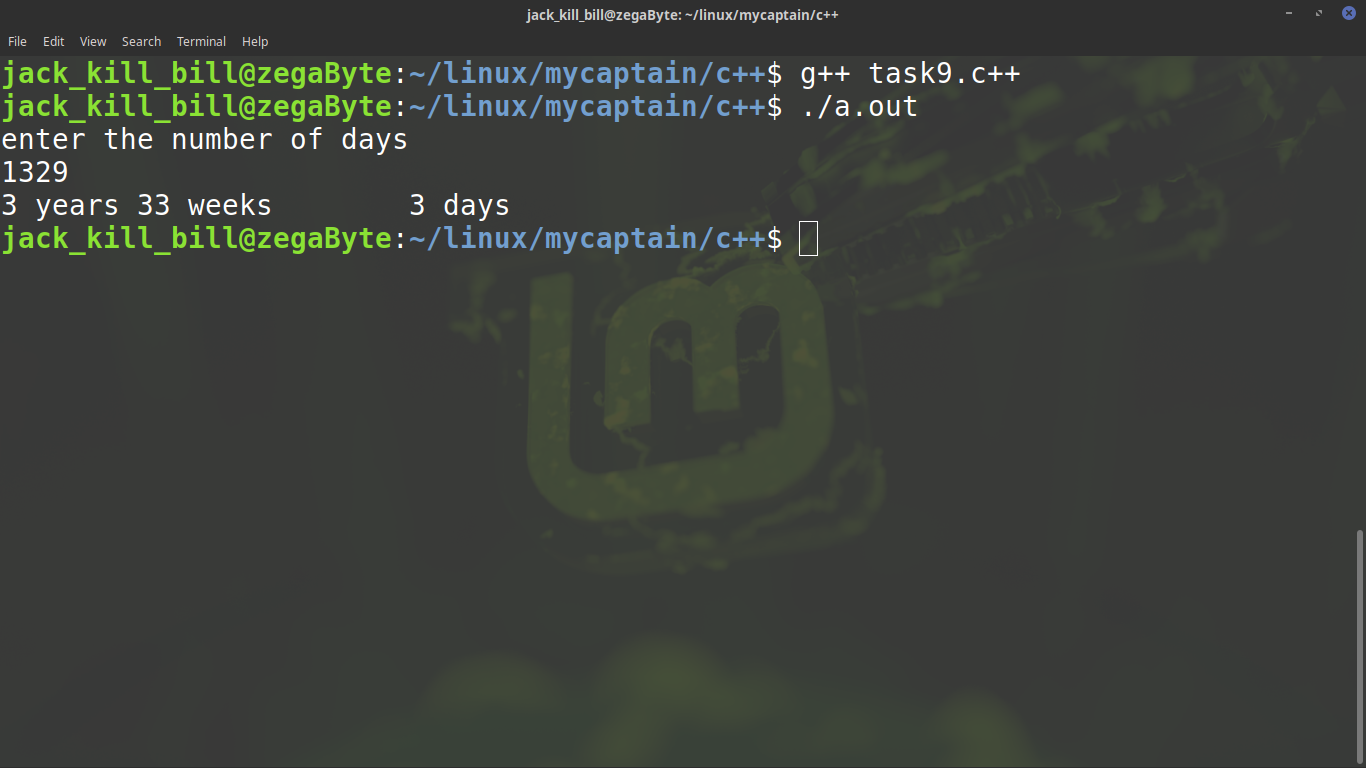 jack_kill_bill@zegaByte: ~/linux/mycaptain/c++
File Edit View Search Terminal Help
jack_kill_bill@zegaByte:~/linux/mycaptain/c++$ g++ task9.c++
jack_kill_bill@zegaByte:~/linux/mycaptain/c++$ ./a.out
enter the number of days
1329
3 years 33 weeks        3 days
jack_kill_bill@zegaByte:~/linux/mycaptain/c++$